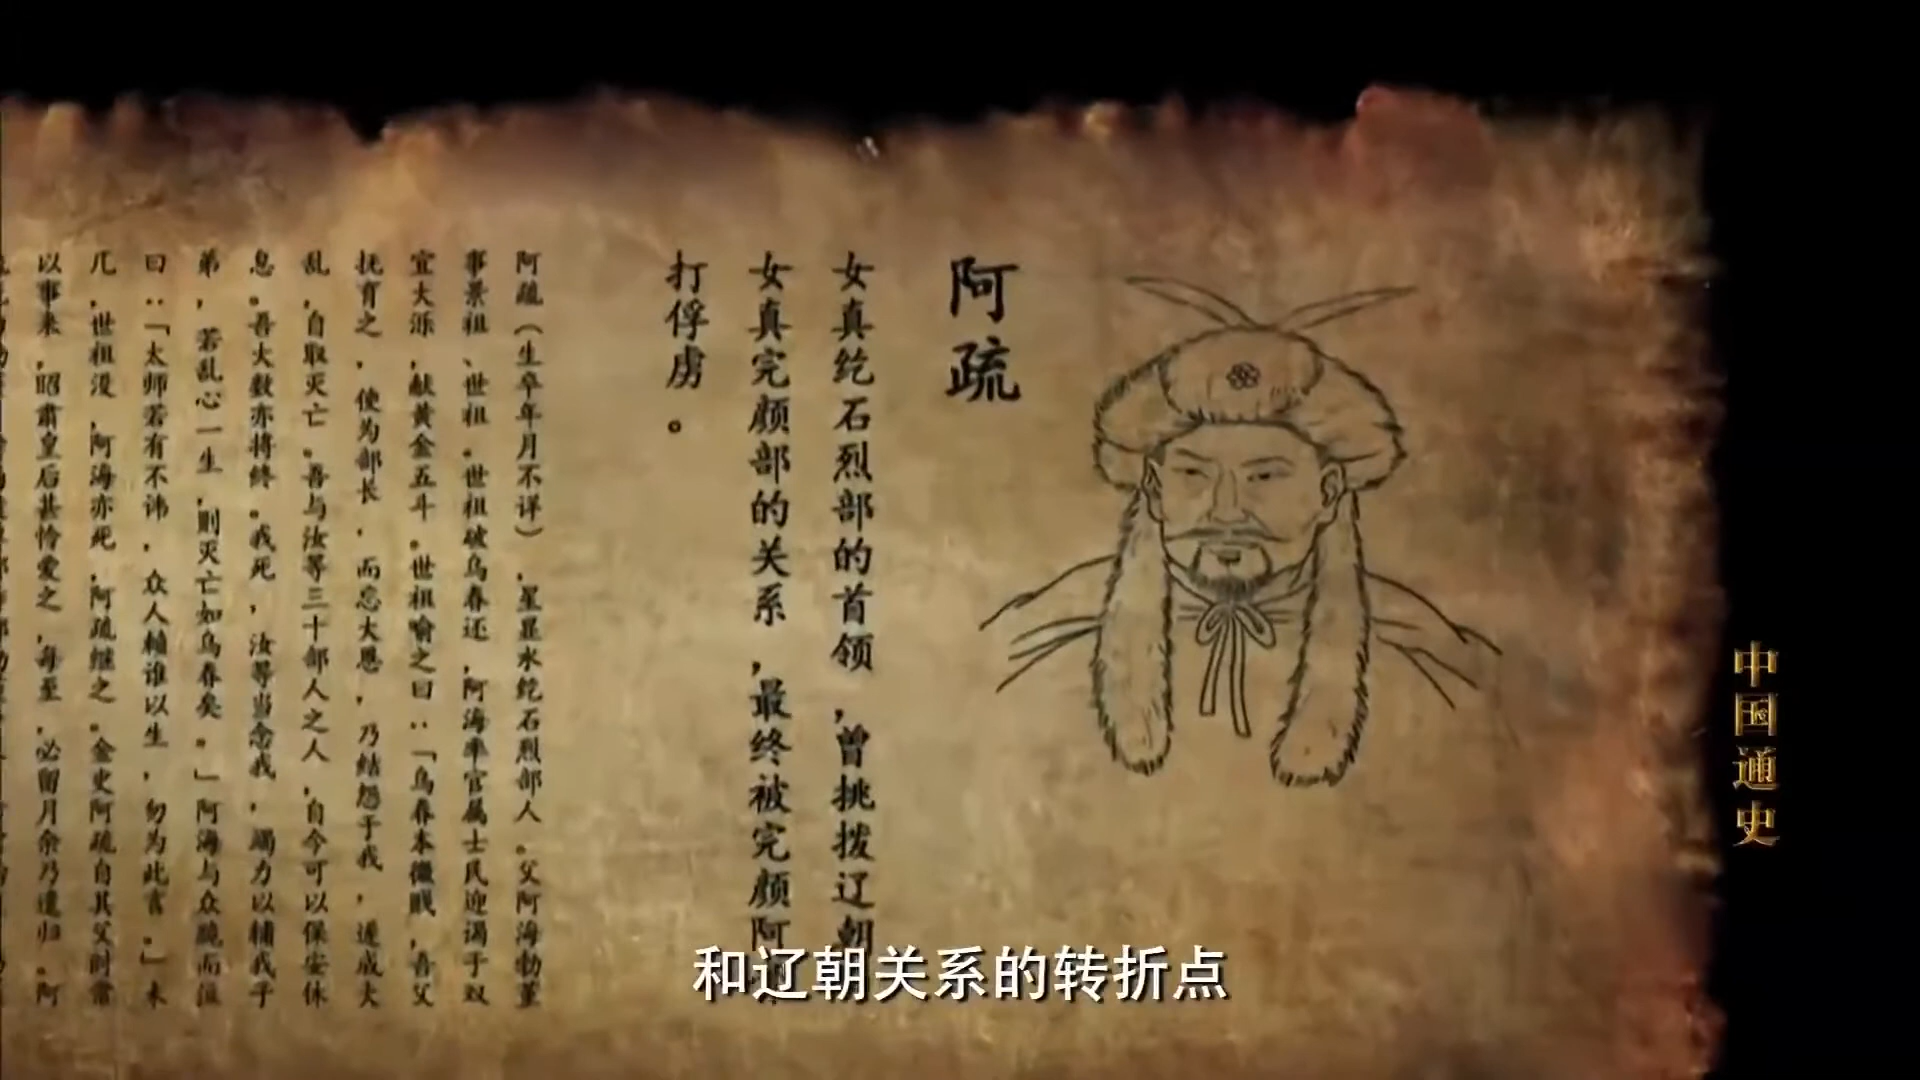 阿疏
女真纥石烈部的首领，曾挑拨辽朝
女真完颜部的关系，最终被完颜阿
打俘虏。
阿疏（生卒年月不详），星显水纥石烈部人。父阿海勃堇
事景祖、世祖。世祖破乌春还，阿海率官属士民迎谒于双
宜大泺，献黄金五斗。世祖喻之曰：「乌春本微贱，吾父
抚育之，使为部长，而忘大恩，乃结怨于我，遂成大
乱，自取灭亡。吾与汝等三十部人之人，自今可以保安休
息。吾大数亦将终。我死，汝等当念我，竭力以辅我子
弟，若乱心一生，则灭亡如乌春矣。」阿海与众跪而泣
曰：「太师若有不讳，众人赖谁以生，勿为此言。」未
几，世祖没，阿海亦死，阿疏继之。金史阿疏自其父时常
以事来，昭肃皇后甚怜爱之，每至，必留月余乃遣归。阿
中国通史
和辽朝关系的转折点